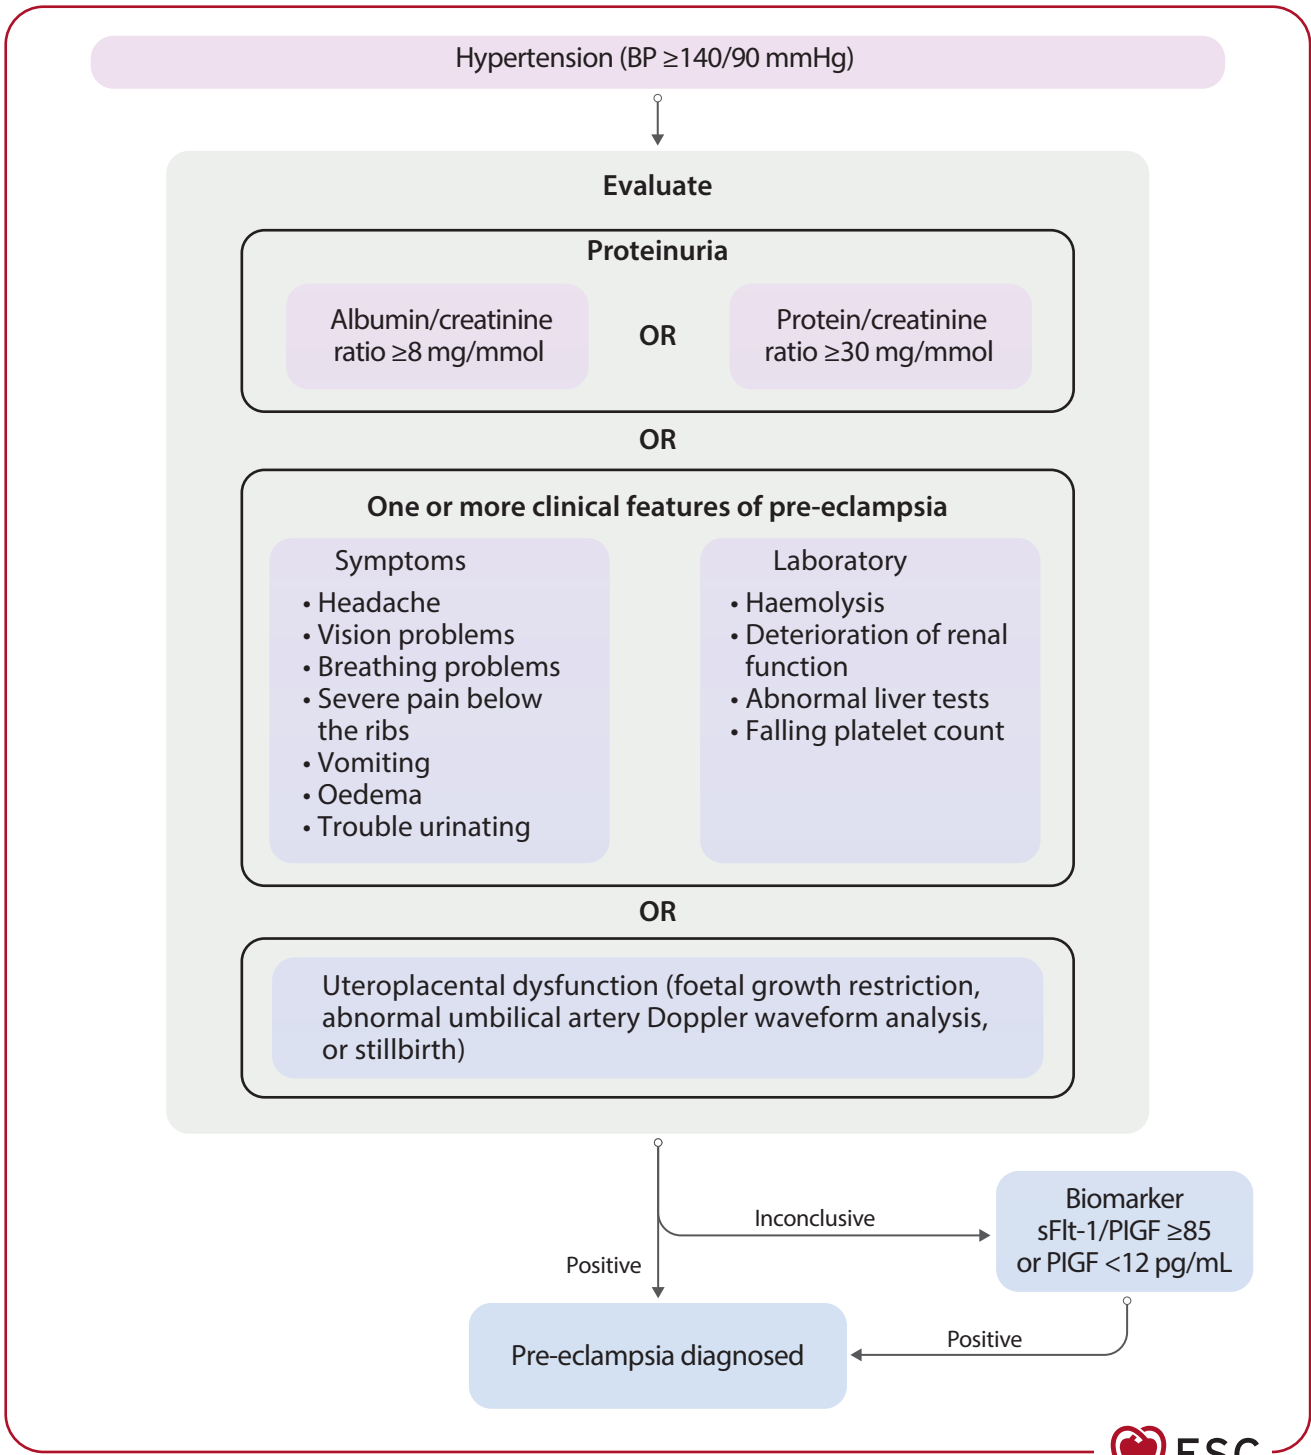 Hypertension (BP ≥140/90 mmHg)
Evaluate
Proteinuria
Albumin/creatinine
ratio ≥8 mg/mmol
OR
Protein/creatinine
ratio ≥30 mg/mmol
OR
One or more clinical features of pre-eclampsia
Symptoms
• Headache
• Vision problems
• Breathing problems
• Severe pain below
the ribs
• Vomiting
• Oedema
• Trouble urinating
Laboratory
• Haemolysis
• Deterioration of renal
function
• Abnormal liver tests
• Falling platelet count
OR
Uteroplacental dysfunction (foetal growth restriction,
abnormal umbilical artery Doppler waveform analysis,
or stillbirth)
Inconclusive
Biomarker
sFlt-1/PlGF ≥85
or PlGF <12 pg/mL
Positive
Positive
Pre-eclampsia diagnosed
ESC